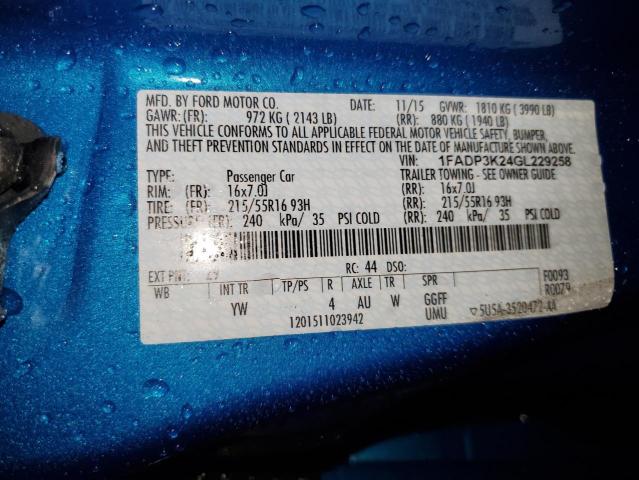 MFD. BY FORD MOTOR CO. DATE: 11/15 GVWR: 1810 KG ( 3990 LB)
GAWR: (FR): 972 KG ( 2143 LB) (RR): 880 KG ( 1940 LB)
THIS VEHICLE CONFORMS TO ALL APPLICABLE FEDERAL MOTOR VEHICLE SAFETY, BUMPER,
AND THEFT PREVENTION STANDARDS IN EFFECT ON THE DATE OF MANUFACTURE SHOWN ABOVE.
VIN: 1FADP3K24GL229258
TYPE: Passenger Car TRAILER TOWING - SEE OWNER GUIDE
RIM: (FR): 16x7.0J (RR): 16x7.0J
TIRE: (FR): 215/55R16 93H (RR): 215/55R16 93H
PRESSURE: (FR): 240 kPa/ 35 PSI COLD (RR): 240 kPa/ 35 PSI COLD
RC: 44 DSO:
EXT PNT: 29 F0093
WB INT TR TP/PS R AXLE TR SPR R0079
YW 4 AU W GGFF
1201511023942 UMU 5U5A-3520472-AA